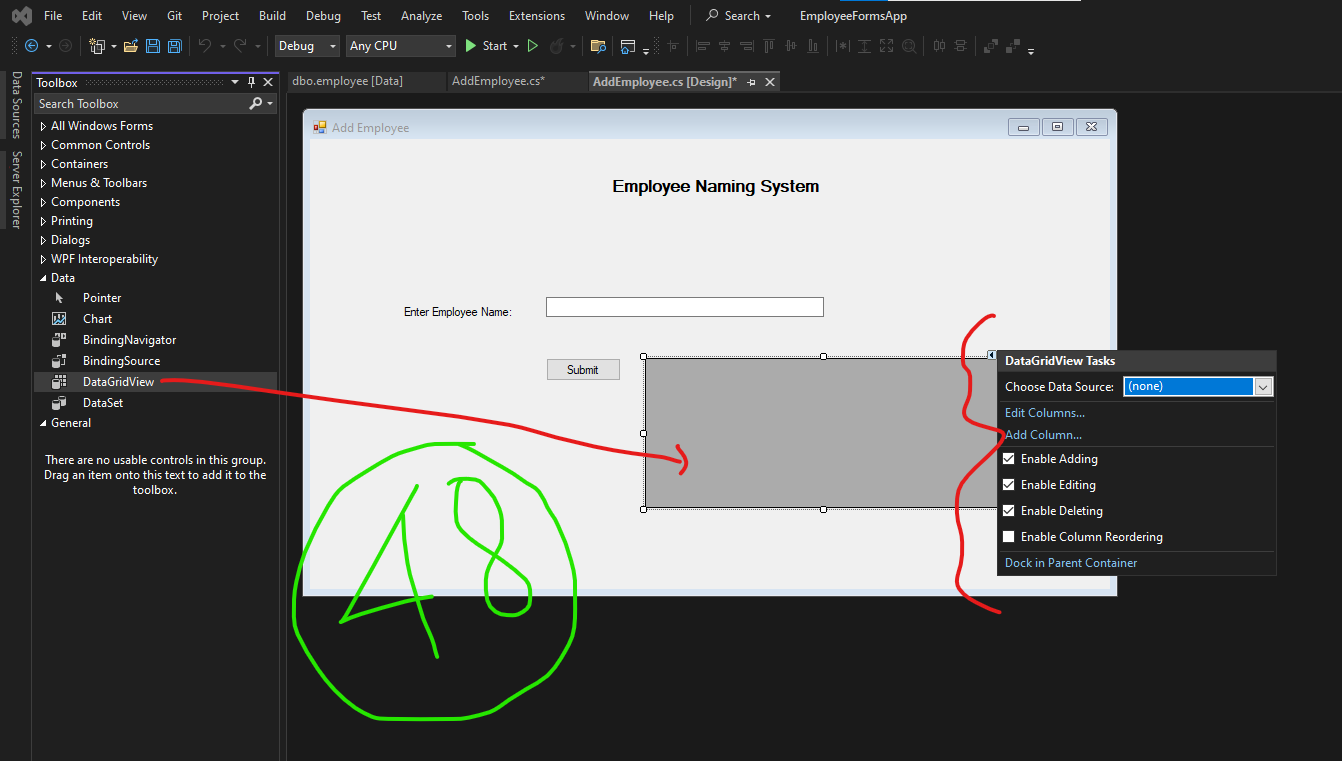 File Edit View Git Project Build Debug Test Analyze Tools Extensions Window Help Search EmployeeFormsApp
Debug Any CPU Start
Data Sources
Server Explorer
Toolbox
Search Toolbox
All Windows Forms
Common Controls
Containers
Menus & Toolbars
Components
Printing
Dialogs
WPF Interoperability
Data
Pointer
Chart
BindingNavigator
BindingSource
DataGridView
DataSet
General
There are no usable controls in this group.
Drag an item onto this text to add it to the
toolbox.
dbo.employee [Data] AddEmployee.cs* AddEmployee.cs [Design]*
Add Employee
Employee Naming System
Enter Employee Name:
Submit
DataGridView Tasks
Choose Data Source: (none)
Edit Columns...
Add Column...
Enable Adding
Enable Editing
Enable Deleting
Enable Column Reordering
Dock in Parent Container
48